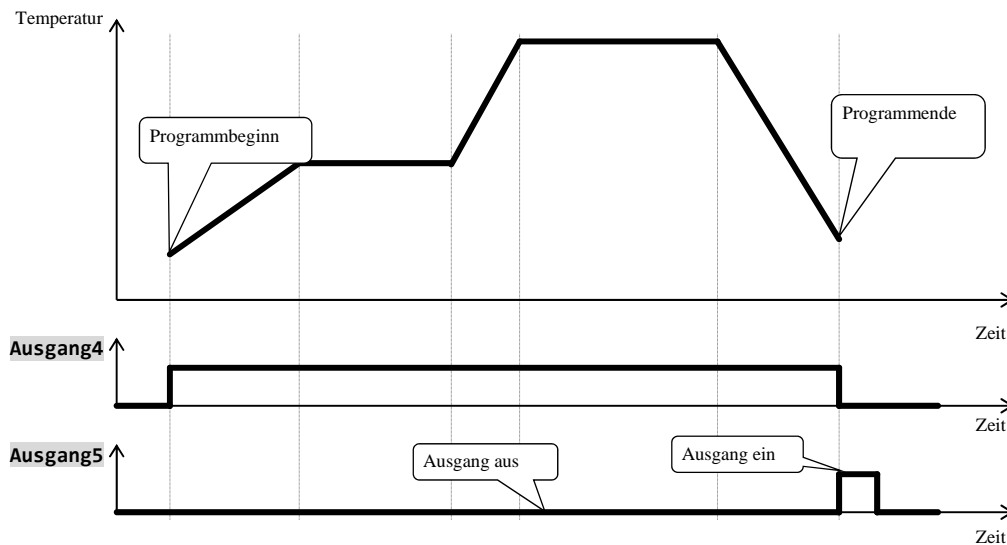 Temperatur
Programmbeginn
Programmende
Zeit
Ausgang4
Zeit
Ausgang5
Ausgang aus
Ausgang ein
Zeit